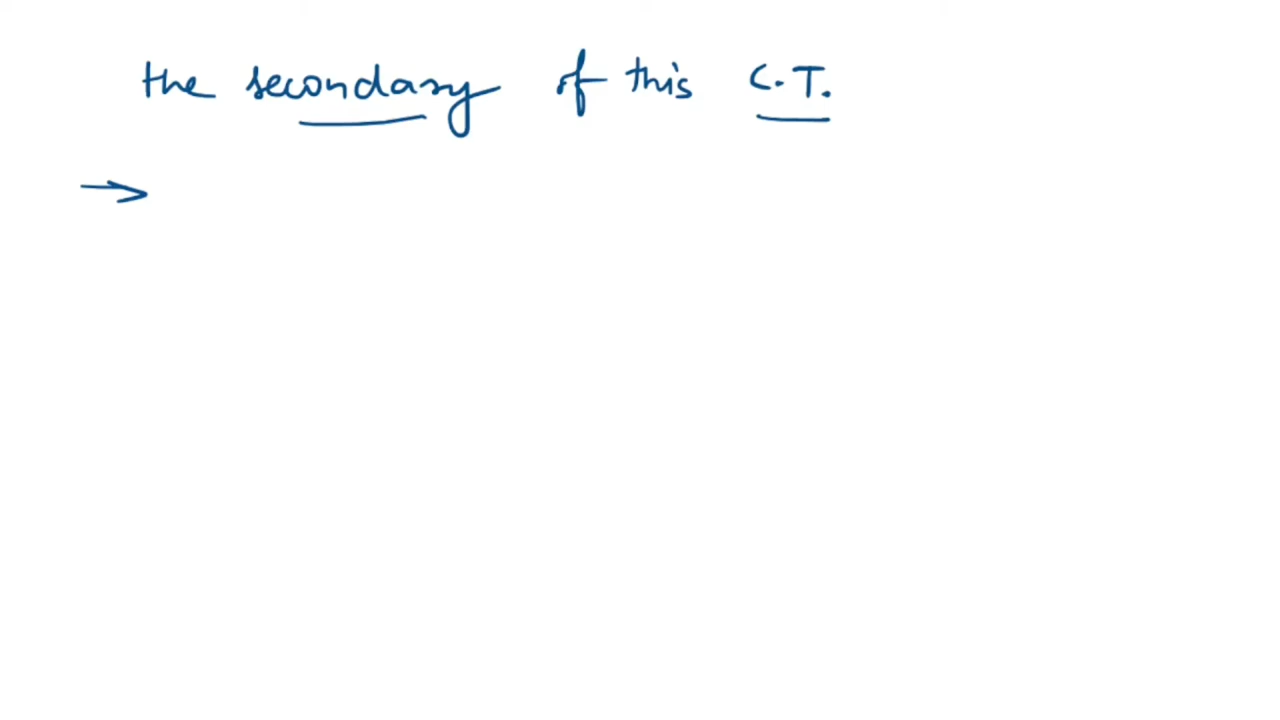 the secondary of this C.T.
→